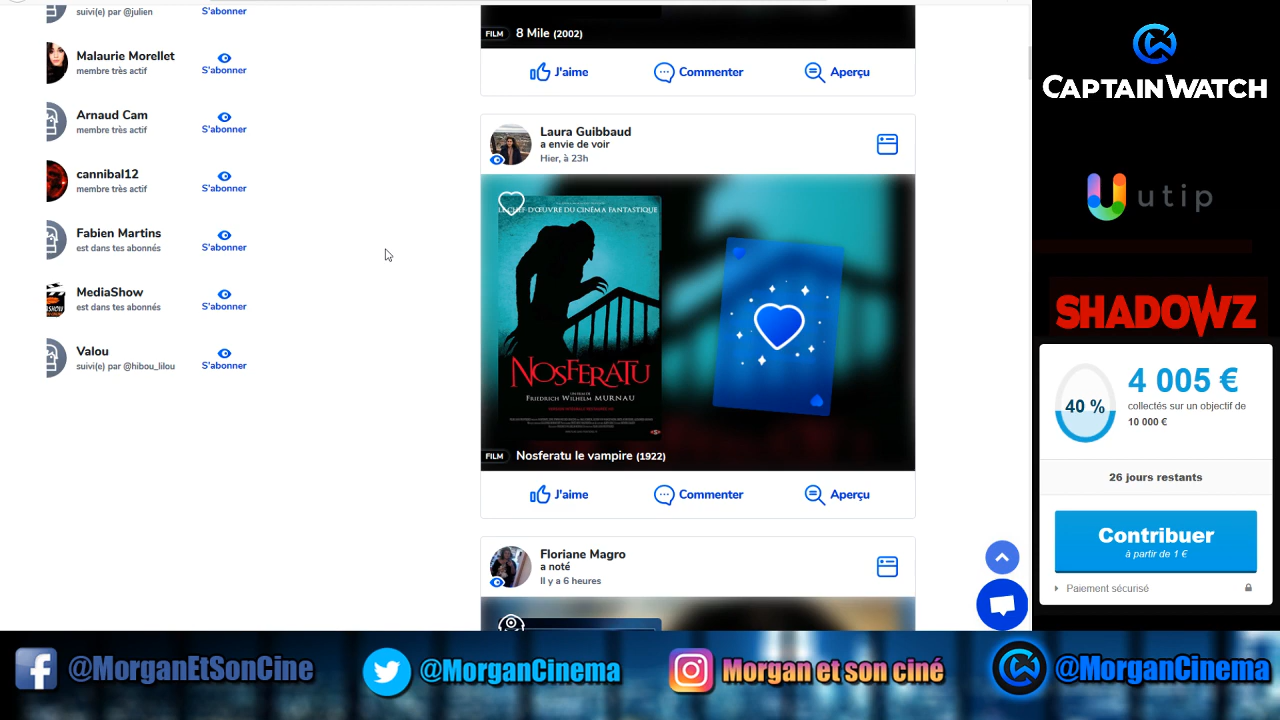 suivi(e) par @julien
S'abonner
Malaurie Morellet
membre très actif
S'abonner
Arnaud Cam
membre très actif
S'abonner
cannibal12
membre très actif
S'abonner
Fabien Martins
est dans tes abonnés
S'abonner
MediaShow
est dans tes abonnés
S'abonner
Valou
suivi(e) par @hibou_lilou
S'abonner
FILM 8 Mile (2002)
J'aime Commenter Aperçu
Laura Guibbaud
a envie de voir
Hier, à 23h
LE CHEF-D'ŒUVRE DU CINÉMA FANTASTIQUE
NOSFERATU
UN FILM DE
FRIEDRICH WILHELM MURNAU
FILM Nosferatu le vampire (1922)
J'aime Commenter Aperçu
Floriane Magro
a noté
Il y a 6 heures
CAPTAINWATCH
utip
SHADOWZ
40 %
4 005 €
collectés sur un objectif de
10 000 €
26 jours restants
Contribuer
à partir de 1 €
Paiement sécurisé
@MorganEtSonCine
@MorganCinema
Morgan et son ciné
@MorganCinema